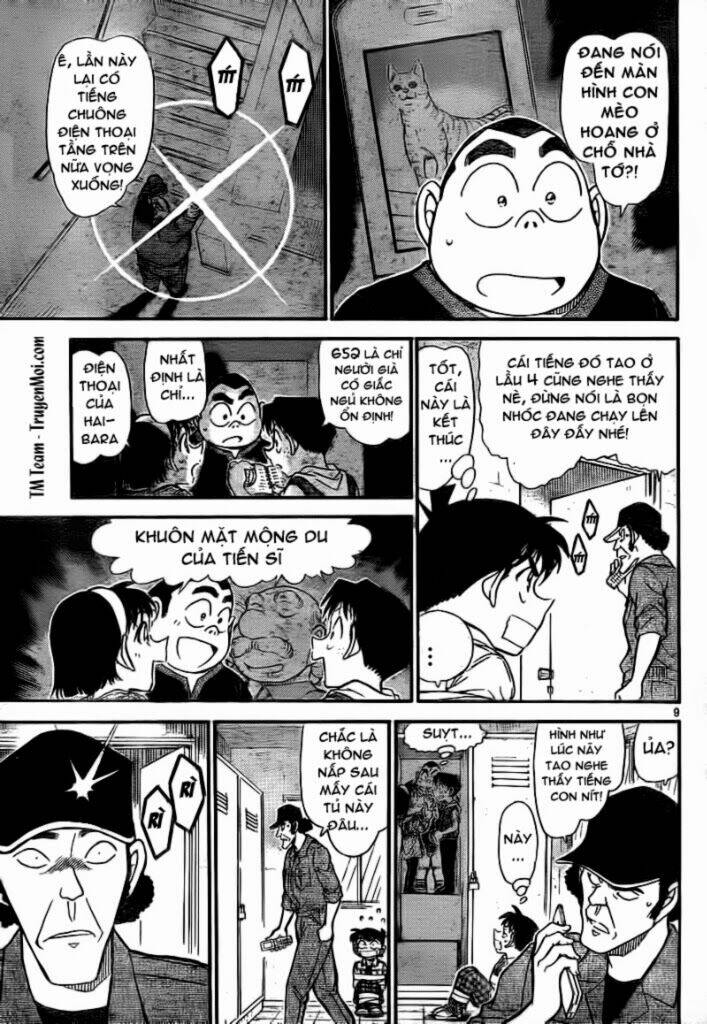 ĐANG NÓI
ĐẾN MÀN
HÌNH CON
MÈO
HOANG Ở
CHỖ NHÀ
TỚ?!
TÍT
TÍT
Ê, LẦN NÀY
LẠI CÓ
TIẾNG
CHUÔNG
ĐIỆN THOẠI
TẦNG TRÊN
NỮA VỌNG
XUỐNG!
CÁI TIẾNG ĐÓ TAO Ở
LẦU 4 CŨNG NGHE THẤY
NÈ, ĐỪNG NÓI LÀ BỌN
NHÓC ĐANG CHẠY LÊN
ĐÂY ĐẤY NHÉ!
TỐT,
CÁI
NÀY LÀ
KẾT
THÚC
TÍT
TÍT
TÍT
...
652 LÀ CHỈ
NGƯỜI GIÀ
CÓ GIẤC
NGỦ KHÔNG
ỔN ĐỊNH!
NHẤT
ĐỊNH LÀ
CHỈ...
ĐIỆN
THOẠI
CỦA
HAI-
BARA
TM Team - TruyenMoi.com
KHUÔN MẶT MỘNG DU
CỦA TIẾN SĨ
9
ỦA?
HÌNH NHƯ
LÚC NÀY
TAO NGHE
THẤY TIẾNG
CON NÍT!
SUYT...
NÀY
...
CHẮC LÀ
KHÔNG
NẤP SAU
MẤY CÁI
TỦ NÀY
ĐÂU...
RÌ
RÌ